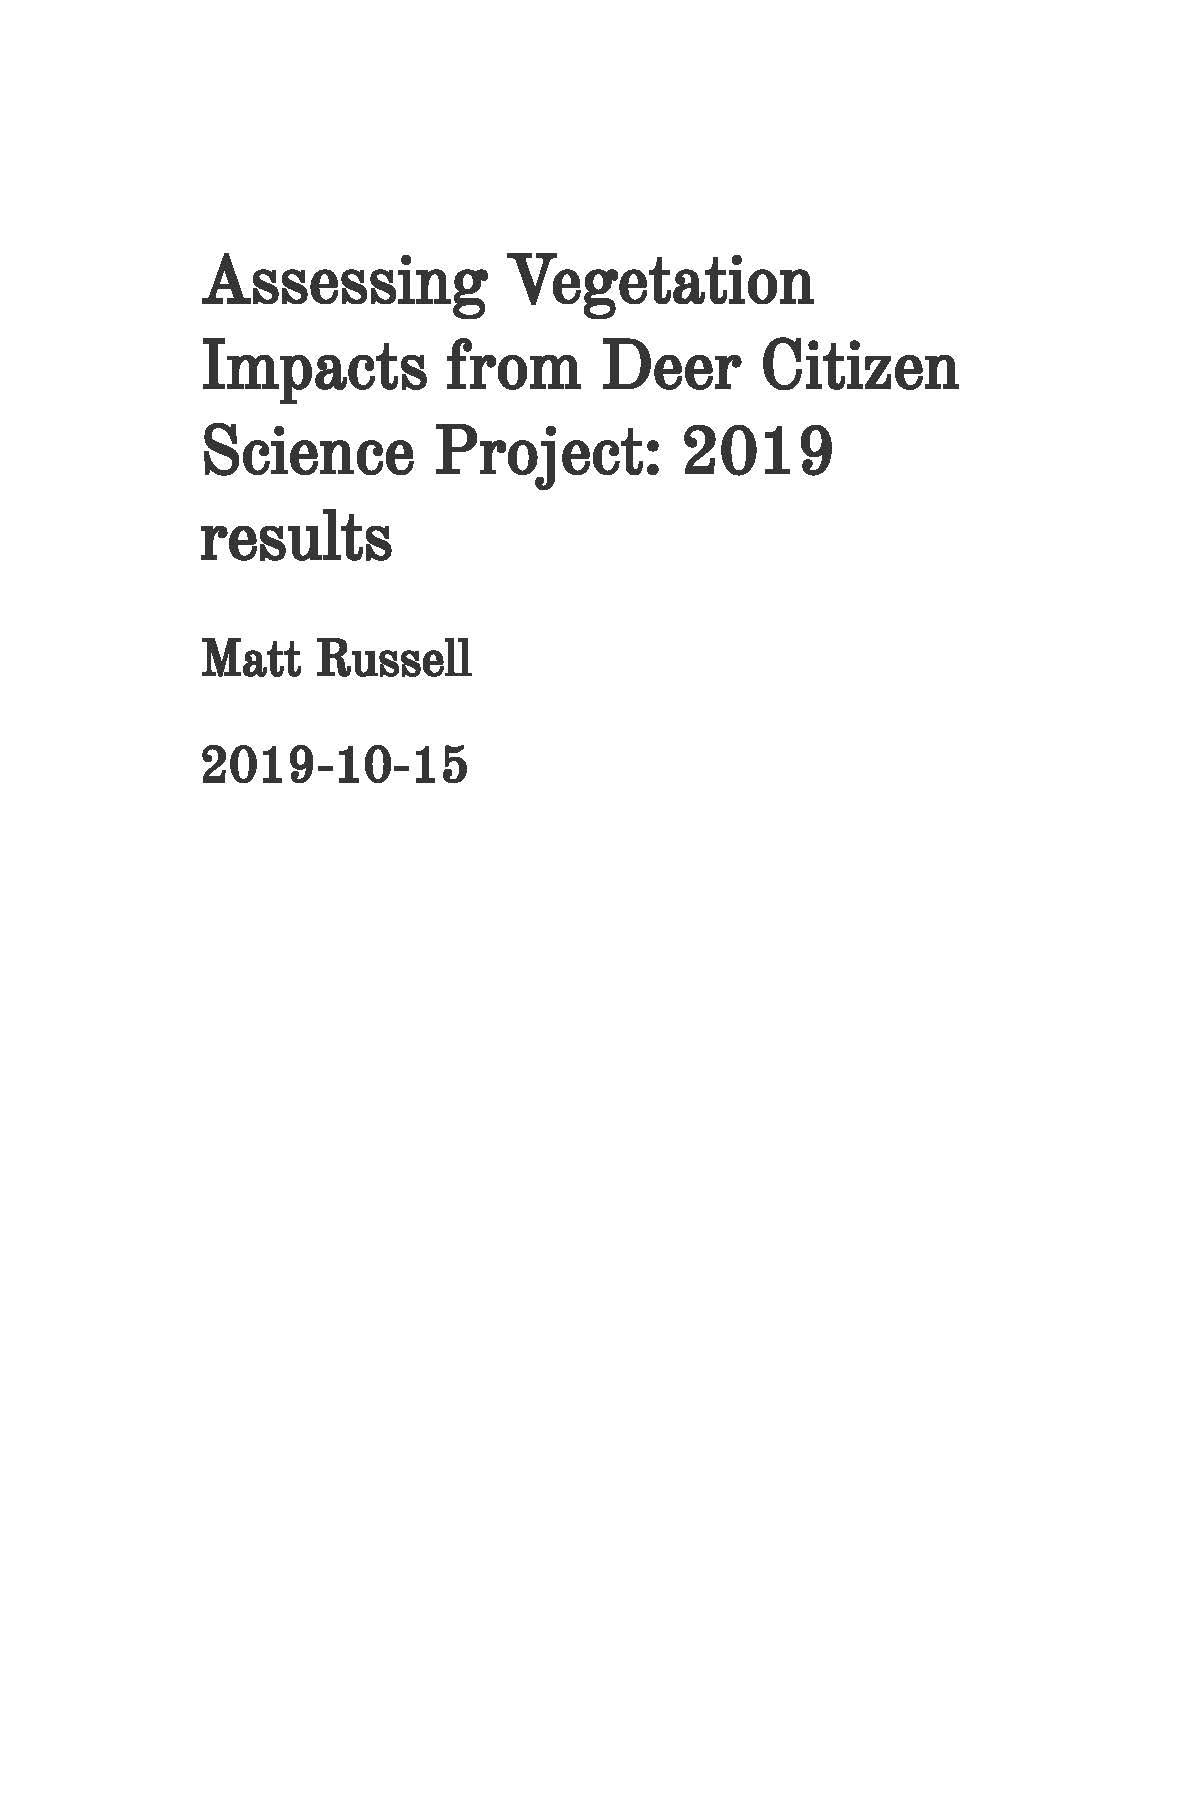 Assessing Vegetation
Impacts from Deer Citizen
Science Project: 2019
results
Matt Russell
2019-10-15